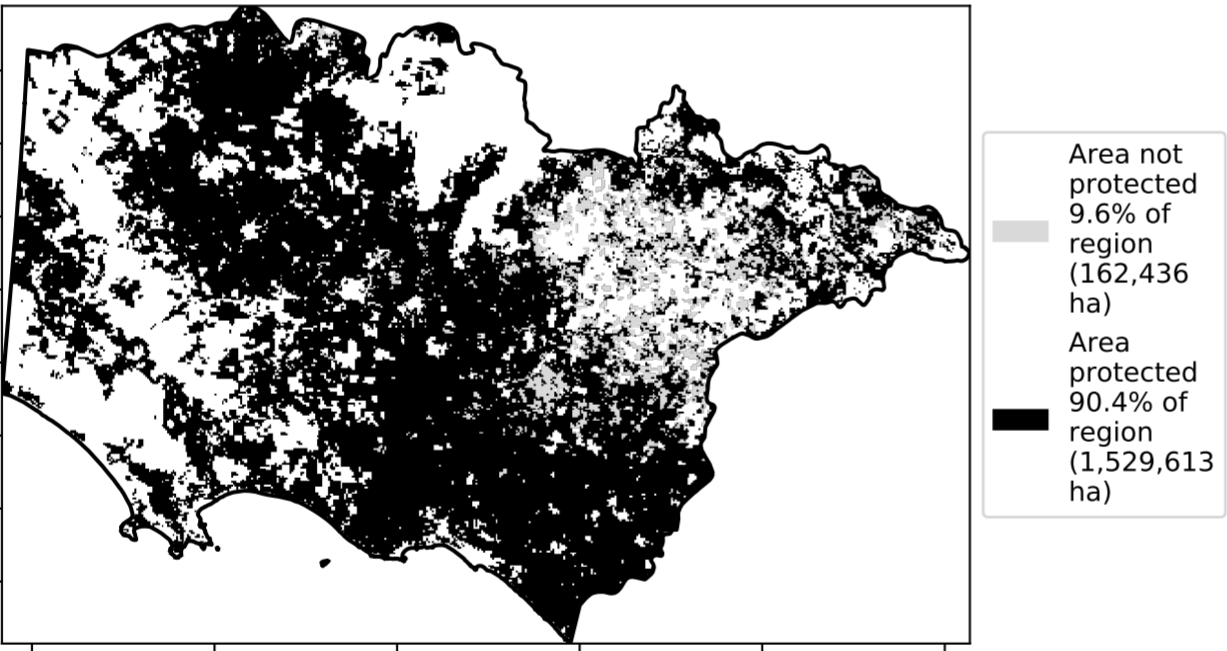 Area not
protected
9.6% of
region
(162,436
ha)
Area
protected
90.4% of
region
(1,529,613
ha)